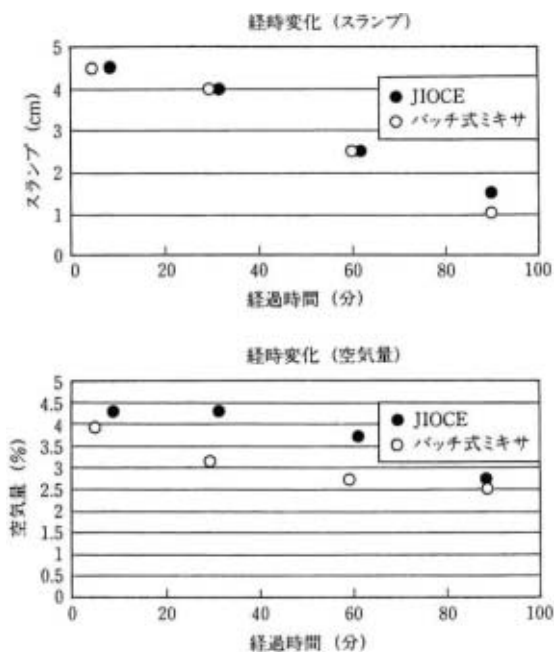 経時変化 (スランプ)
5
4
3
2
1
0
スランプ (cm)
● JIOCE
○ バッチ式ミキサ
0 20 40 60 80 100
経過時間 (分)
経時変化 (空気量)
5
4.5
4
3.5
3
2.5
2
1.5
1
0.5
0
空気量 (%)
● JIOCE
○ バッチ式ミキサ
0 20 40 60 80 100
経過時間 (分)